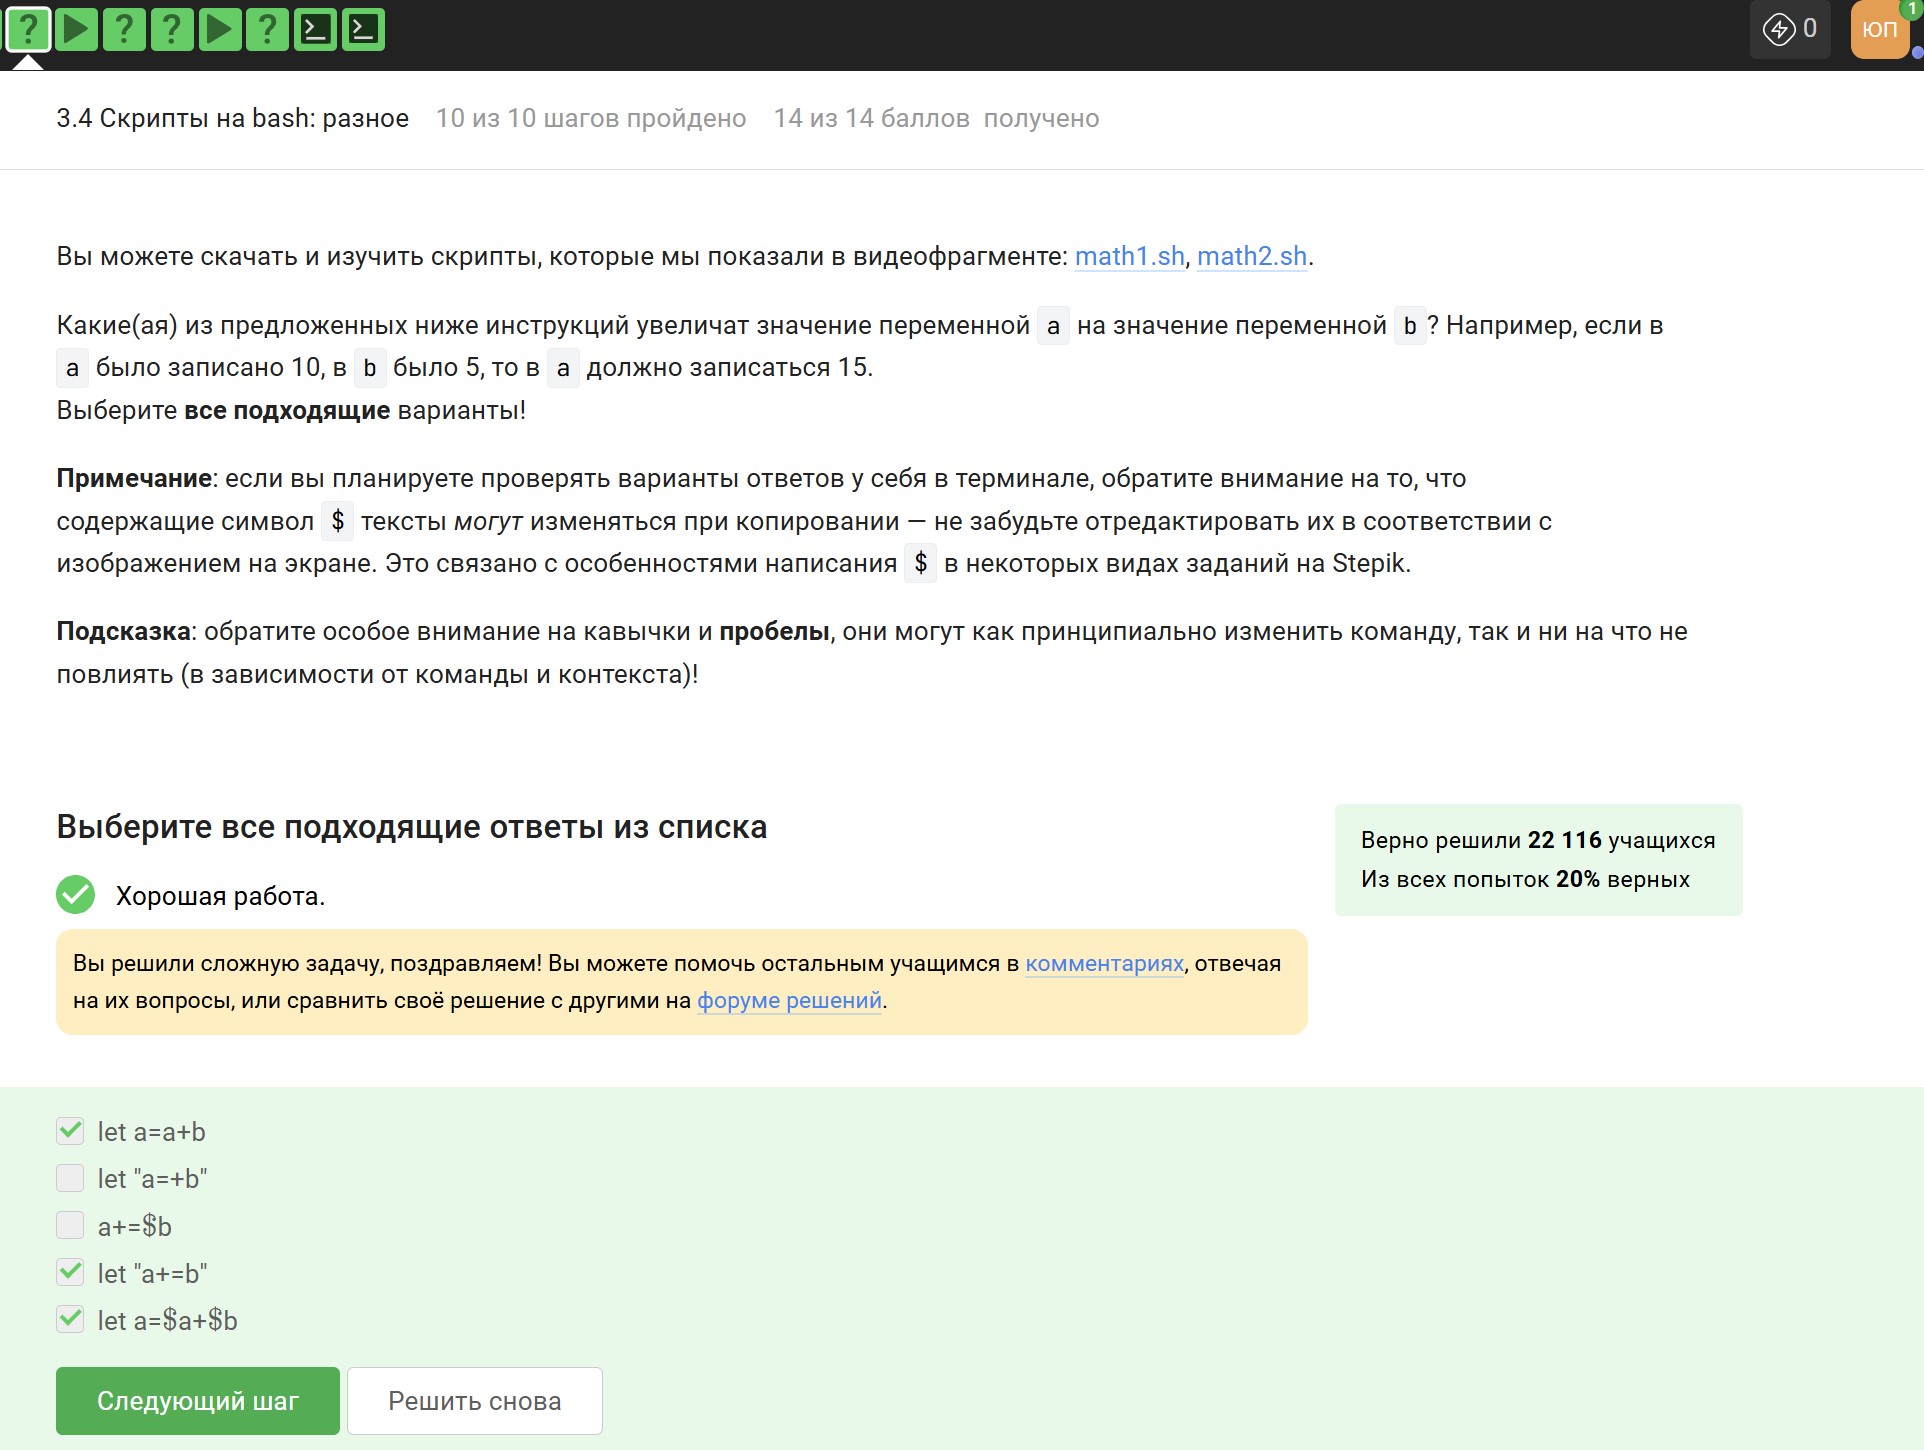 0
ЮП
1
3.4 Скрипты на bash: разное 10 из 10 шагов пройдено 14 из 14 баллов получено
Вы можете скачать и изучить скрипты, которые мы показали в видеофрагменте: math1.sh, math2.sh.
Какие(ая) из предложенных ниже инструкций увеличат значение переменной a на значение переменной b? Например, если в
a было записано 10, в b было 5, то в a должно записаться 15.
Выберите все подходящие варианты!
Примечание: если вы планируете проверять варианты ответов у себя в терминале, обратите внимание на то, что
содержащие символ $ тексты могут изменяться при копировании — не забудьте отредактировать их в соответствии с
изображением на экране. Это связано с особенностями написания $ в некоторых видах заданий на Stepik.
Подсказка: обратите особое внимание на кавычки и пробелы, они могут как принципиально изменить команду, так и ни на что не
повлиять (в зависимости от команды и контекста)!
Выберите все подходящие ответы из списка
Верно решили 22 116 учащихся
Из всех попыток 20% верных
Хорошая работа.
Вы решили сложную задачу, поздравляем! Вы можете помочь остальным учащимся в комментариях, отвечая
на их вопросы, или сравнить своё решение с другими на форуме решений.
let a=a+b
let "a=+b"
a+=$b
let "a+=b"
let a=$a+$b
Следующий шаг
Решить снова